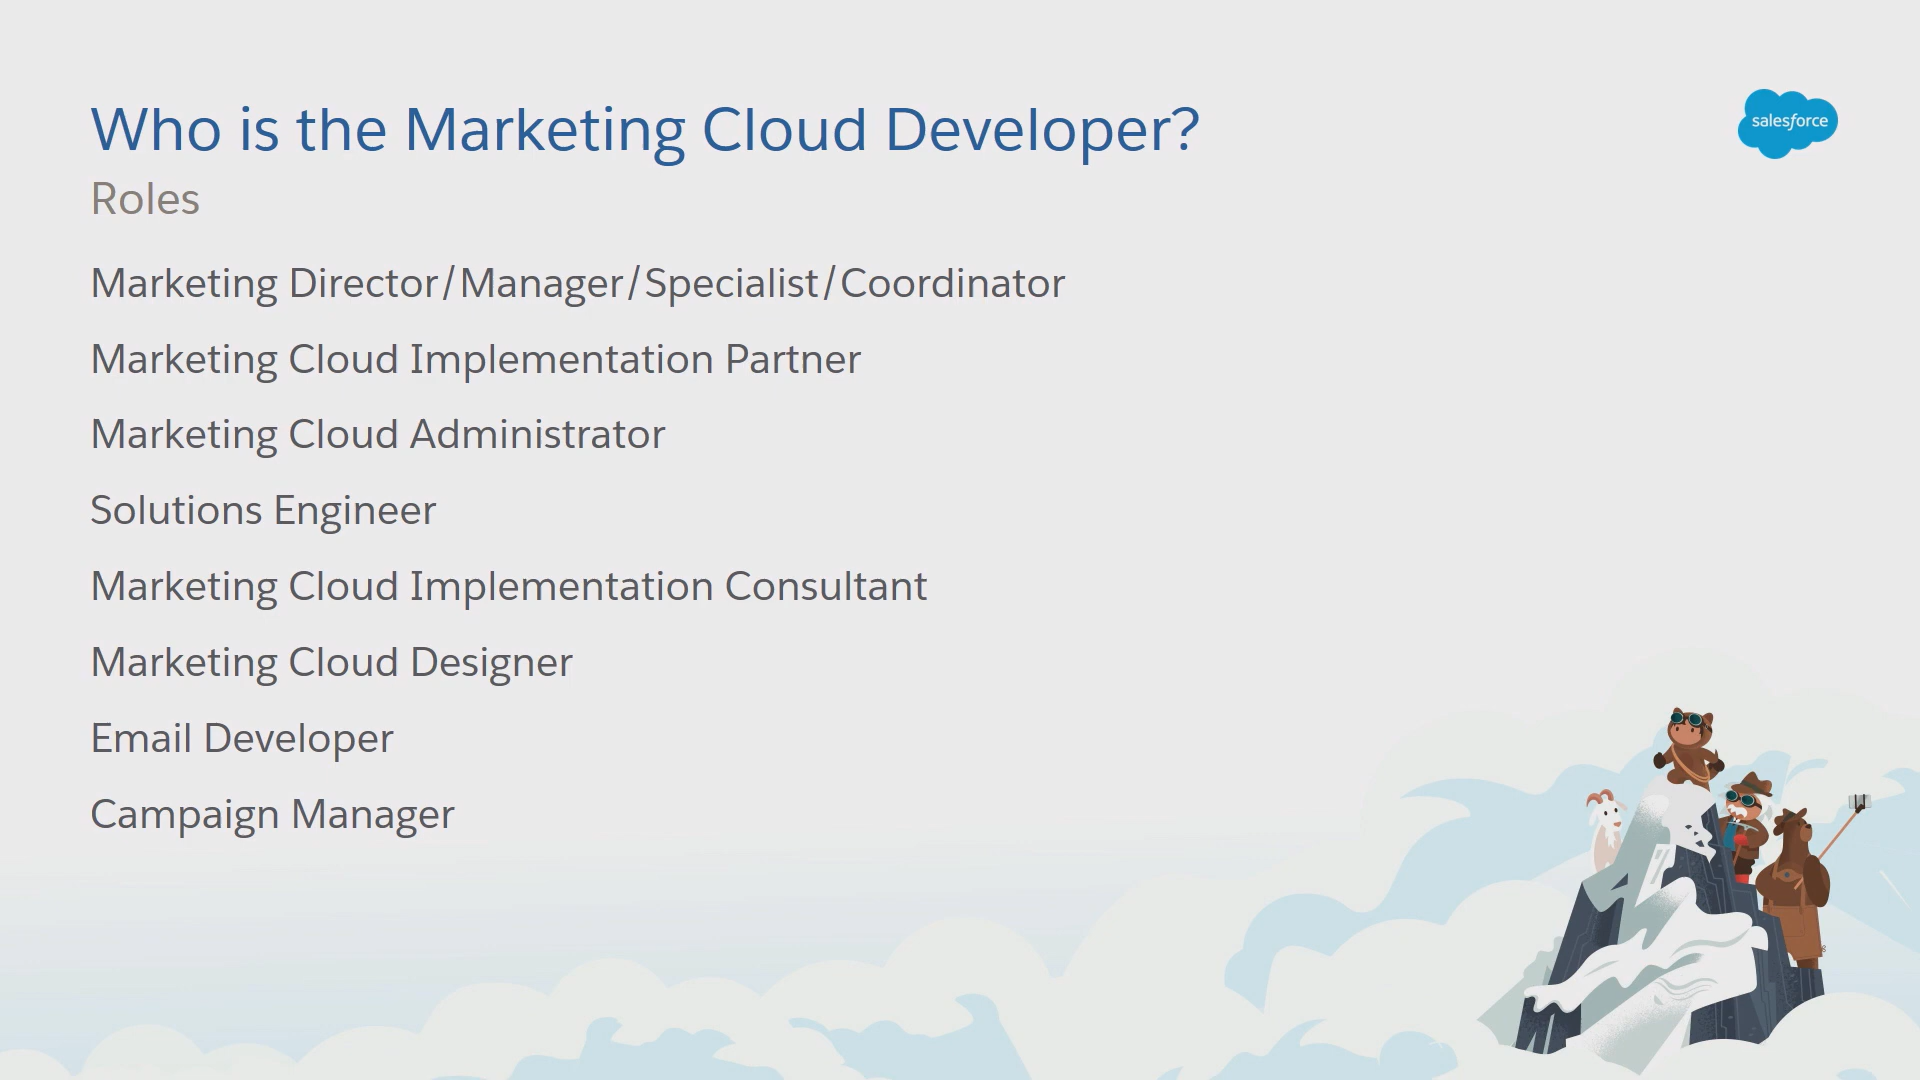 Who is the Marketing Cloud Developer?
salesforce
Roles
Marketing Director/Manager/Specialist/Coordinator
Marketing Cloud Implementation Partner
Marketing Cloud Administrator
Solutions Engineer
Marketing Cloud Implementation Consultant
Marketing Cloud Designer
Email Developer
Campaign Manager